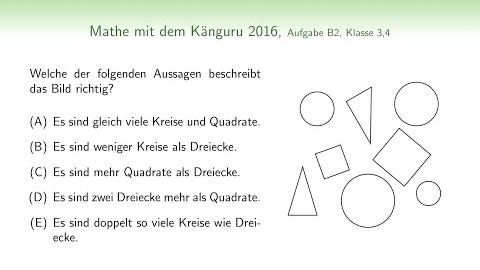 Mathe mit dem Känguru 2016, Aufgabe B2, Klasse 3,4
Welche der folgenden Aussagen beschreibt
das Bild richtig?
(A) Es sind gleich viele Kreise und Quadrate.
(B) Es sind weniger Kreise als Dreiecke.
(C) Es sind mehr Quadrate als Dreiecke.
(D) Es sind zwei Dreiecke mehr als Quadrate.
(E) Es sind doppelt so viele Kreise wie Drei-
ecke.